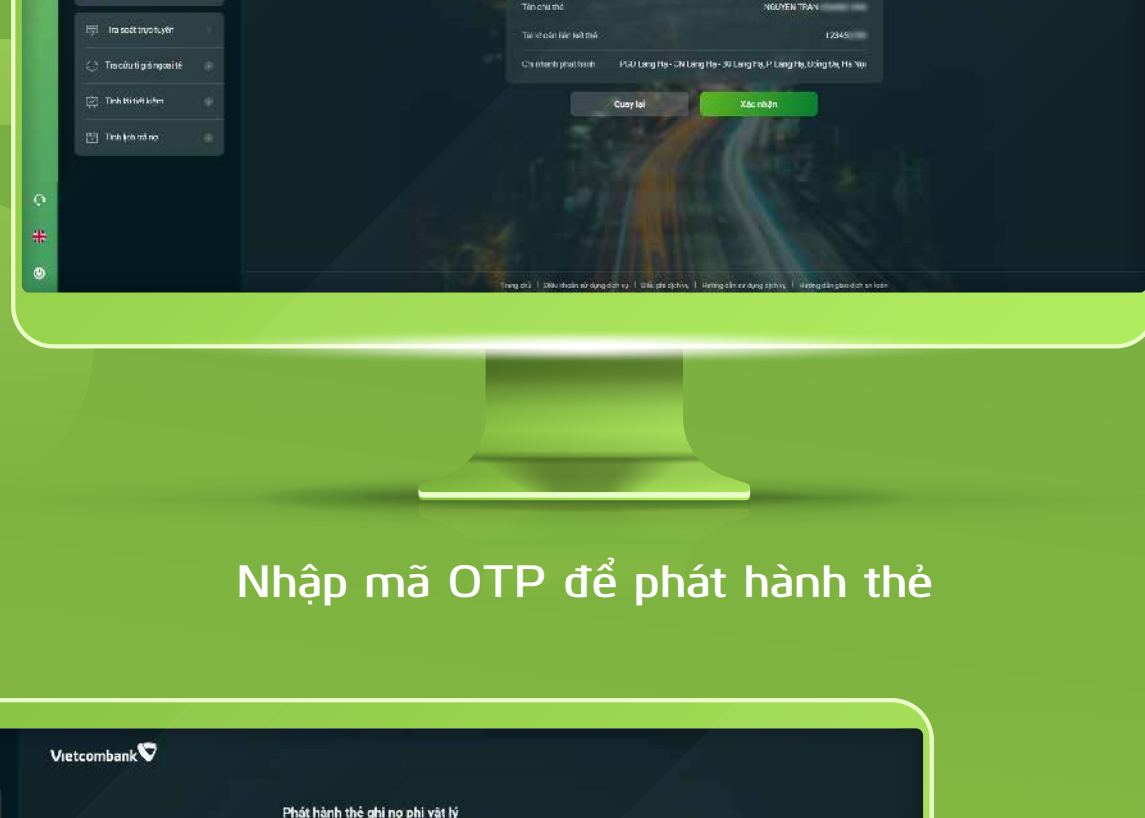 Tên chủ thẻ NGUYEN TRAN
Tra soát trực tuyến
Tài khoản liên kết thẻ 12345
Tra cứu tỉ giá ngoại tệ
Chi nhánh phát hành PGD Láng Hạ - CN Láng Hạ - 30 Láng Hạ, P. Láng Hạ, Đống Đa, Hà Nội
Tính lãi tiết kiệm
Quay lại Xác nhận
Tính lịch trả nợ
Trang chủ | Điều khoản sử dụng dịch vụ | Biểu phí dịch vụ | Hướng dẫn sử dụng dịch vụ | Hướng dẫn giao dịch an toàn
Nhập mã OTP để phát hành thẻ
Vietcombank
Phát hành thẻ ghi nợ phi vật lý